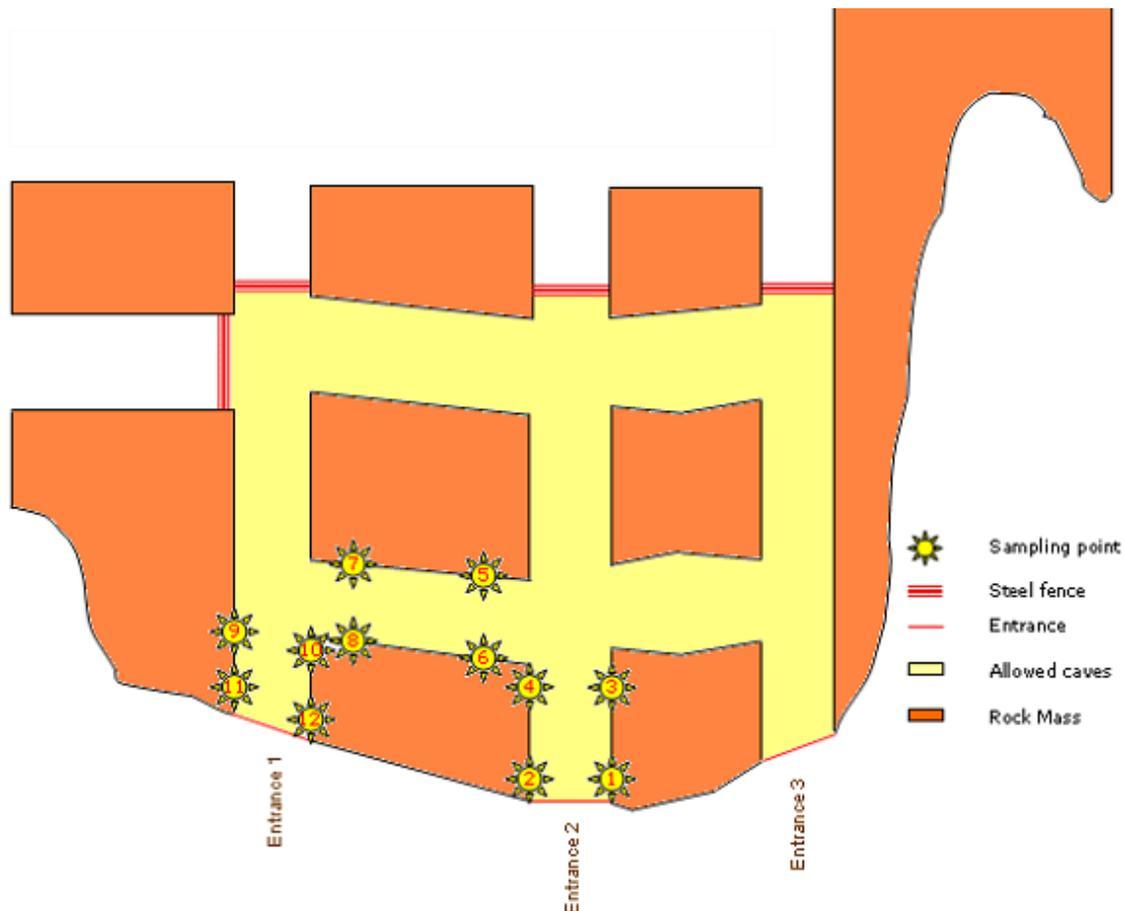 7
5
9
10
8
6
11
4
3
12
2
1
Sampling point
Steel fence
Entrance
Allowed caves
Rock Mass
Entrance 1
Entrance 2
Entrance 3